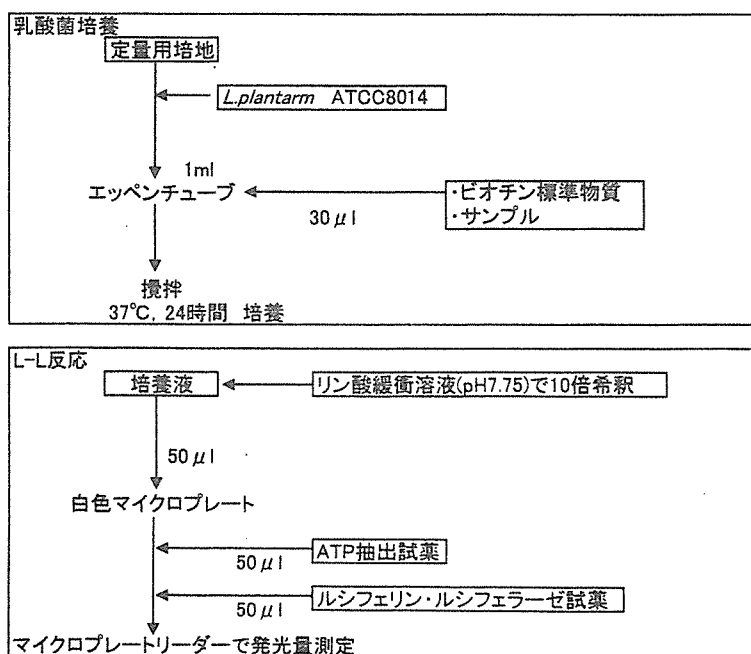 乳酸菌培養
定量用培地
L.plantarm ATCC8014
1ml
エッペンチューブ
・ビオチン標準物質
・サンプル
30μl
攪拌
37℃, 24時間 培養
L-L反応
培養液
リン酸緩衝溶液(pH7.75)で10倍希釈
50μl
白色マイクロプレート
ATP抽出試薬
50μl
ルシフェリン・ルシフェラーゼ試薬
50μl
マイクロプレートリーダーで発光量測定